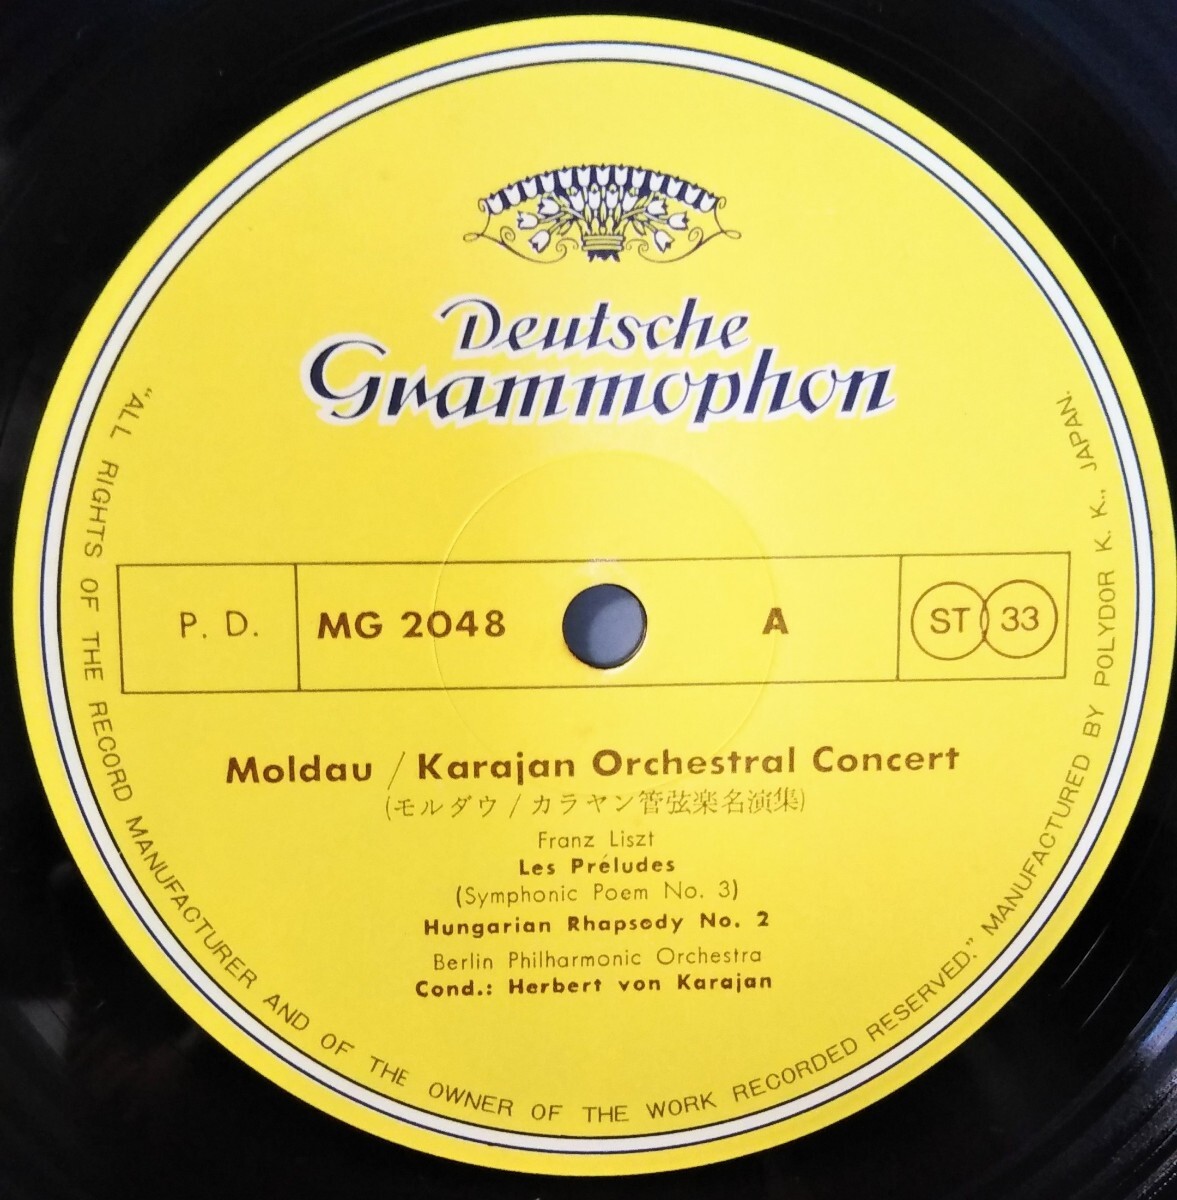 Deutsche
Grammophon
P. D.
MG 2048
A
ST 33
Moldau / Karajan Orchestral Concert
(モルダウ / カラヤン管弦楽名演集)
Franz Liszt
Les Préludes
(Symphonic Poem No. 3)
Hungarian Rhapsody No. 2
Berlin Philharmonic Orchestra
Cond.: Herbert von Karajan
"ALL RIGHTS OF THE RECORD MANUFACTURER AND OF THE OWNER OF THE WORK RECORDED RESERVED." MANUFACTURED BY POLYDOR K. K., JAPAN.